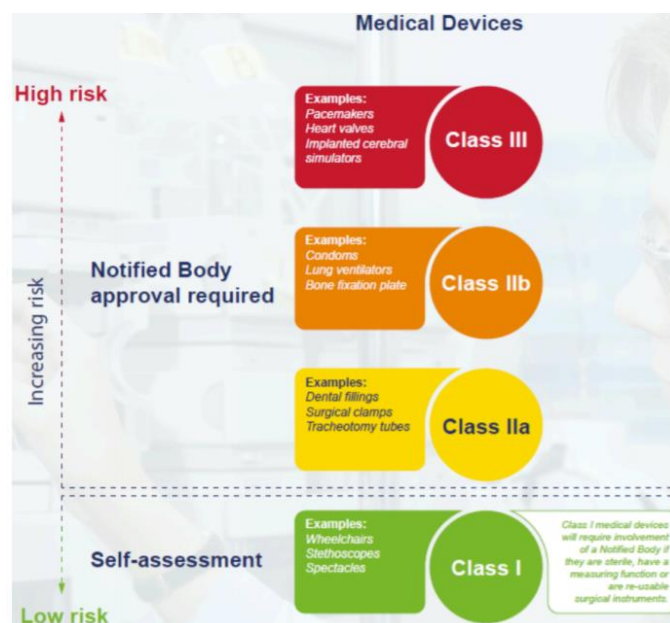 Medical Devices
High risk
Examples:
Pacemakers
Heart valves
Implanted cerebral
simulators
Class III
Increasing risk
Notified Body
approval required
Examples:
Condoms
Lung ventilators
Bone fixation plate
Class IIb
Examples:
Dental fillings
Surgical clamps
Tracheotomy tubes
Class IIa
Self-assessment
Examples:
Wheelchairs
Stethoscopes
Spectacles
Class I
Class I medical devices
will require involvement
of a Notified Body if
they are sterile, have a
measuring function or
are re-usable
surgical instruments.
Low risk